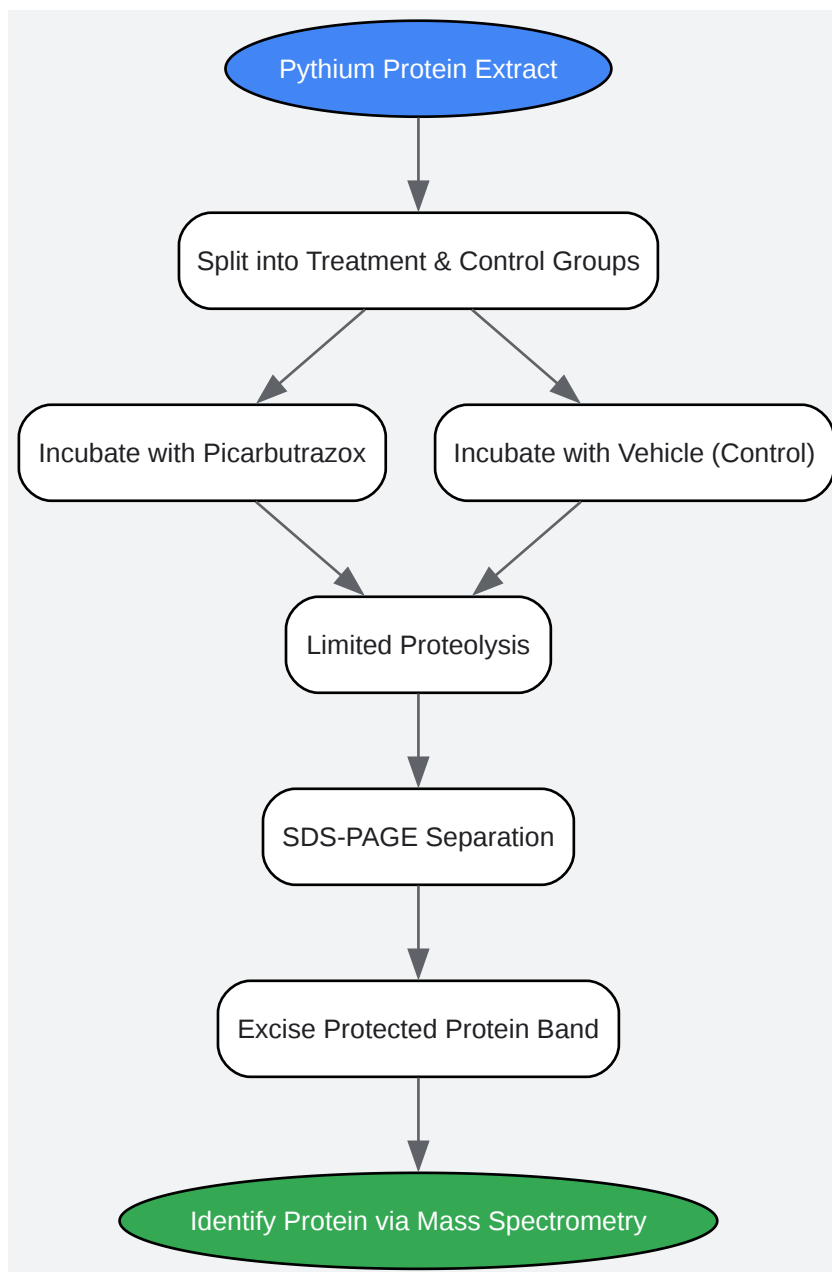 Pythium Protein Extract
Split into Treatment & Control Groups
Incubate with Picarbutrazox
Incubate with Vehicle (Control)
Limited Proteolysis
SDS-PAGE Separation
Excise Protected Protein Band
Identify Protein via Mass Spectrometry